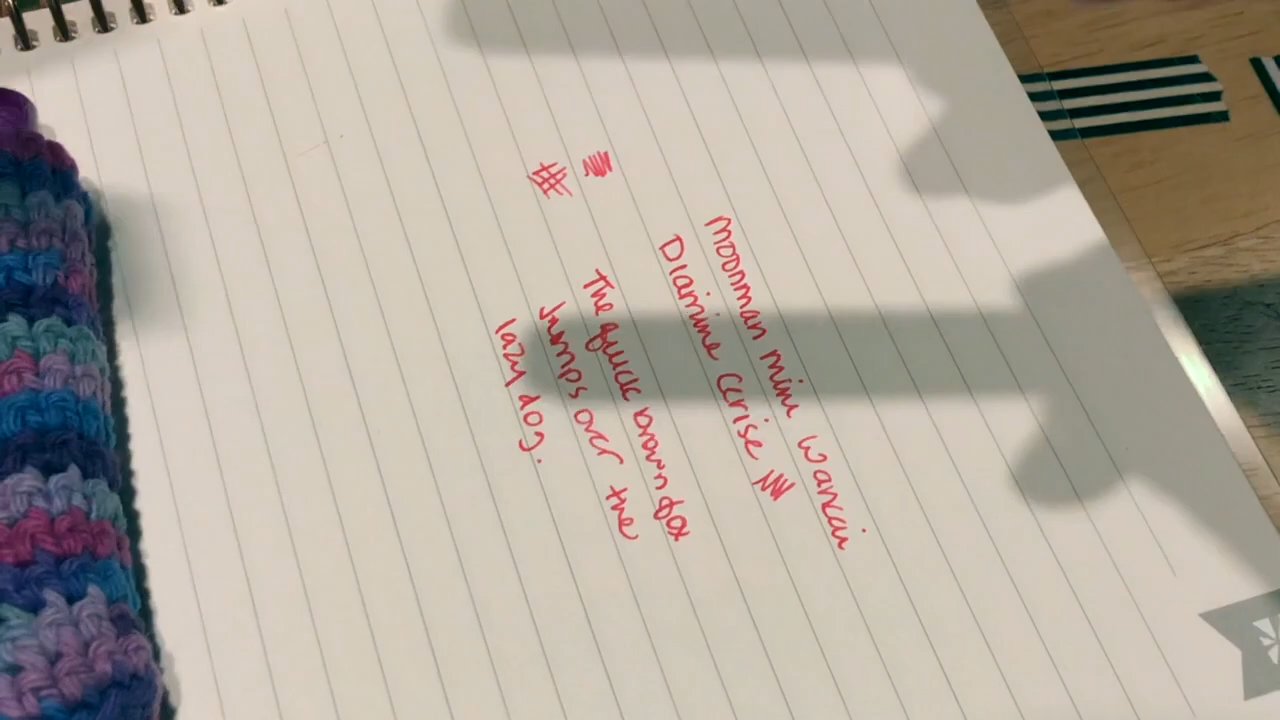 Moonman mini Wancai
Diamine Cerise
The quick brown fox
jumps over the
lazy dog.